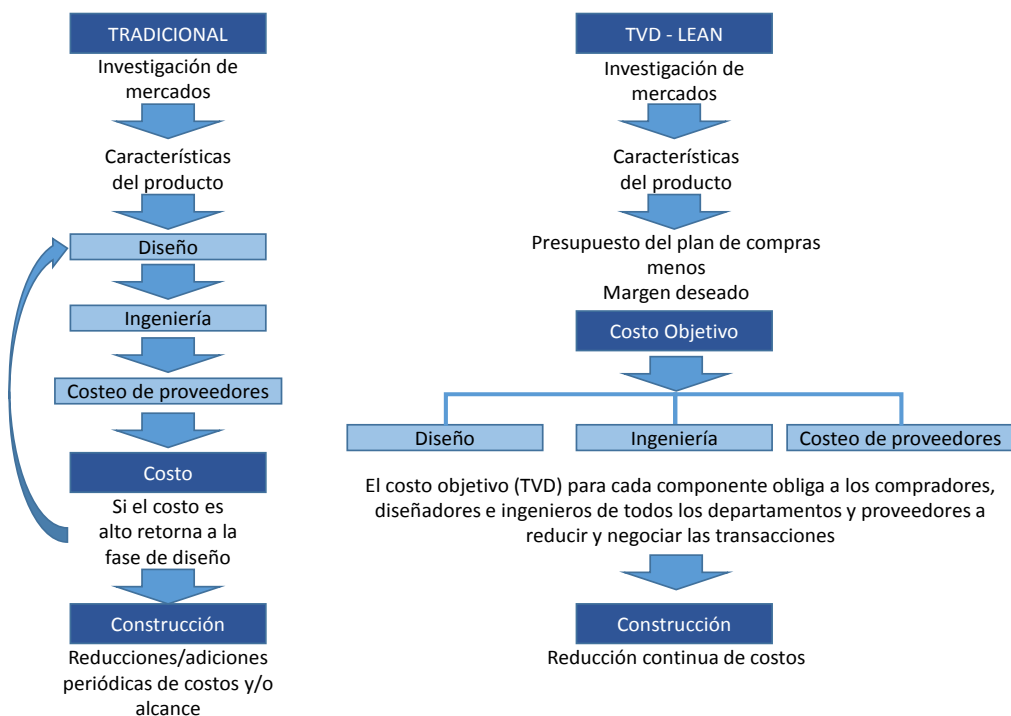 TRADICIONAL
Investigación de
mercados
Características
del producto
Diseño
Ingeniería
Costeo de proveedores
Costo
Si el costo es
alto retorna a la
fase de diseño
Construcción
Reducciones/adiciones
periódicas de costos y/o
alcance
TVD - LEAN
Investigación de
mercados
Características
del producto
Presupuesto del plan de compras
menos
Margen deseado
Costo Objetivo
Diseño
Ingeniería
Costeo de proveedores
El costo objetivo (TVD) para cada componente obliga a los compradores,
diseñadores e ingenieros de todos los departamentos y proveedores a
reducir y negociar las transacciones
Construcción
Reducción continua de costos